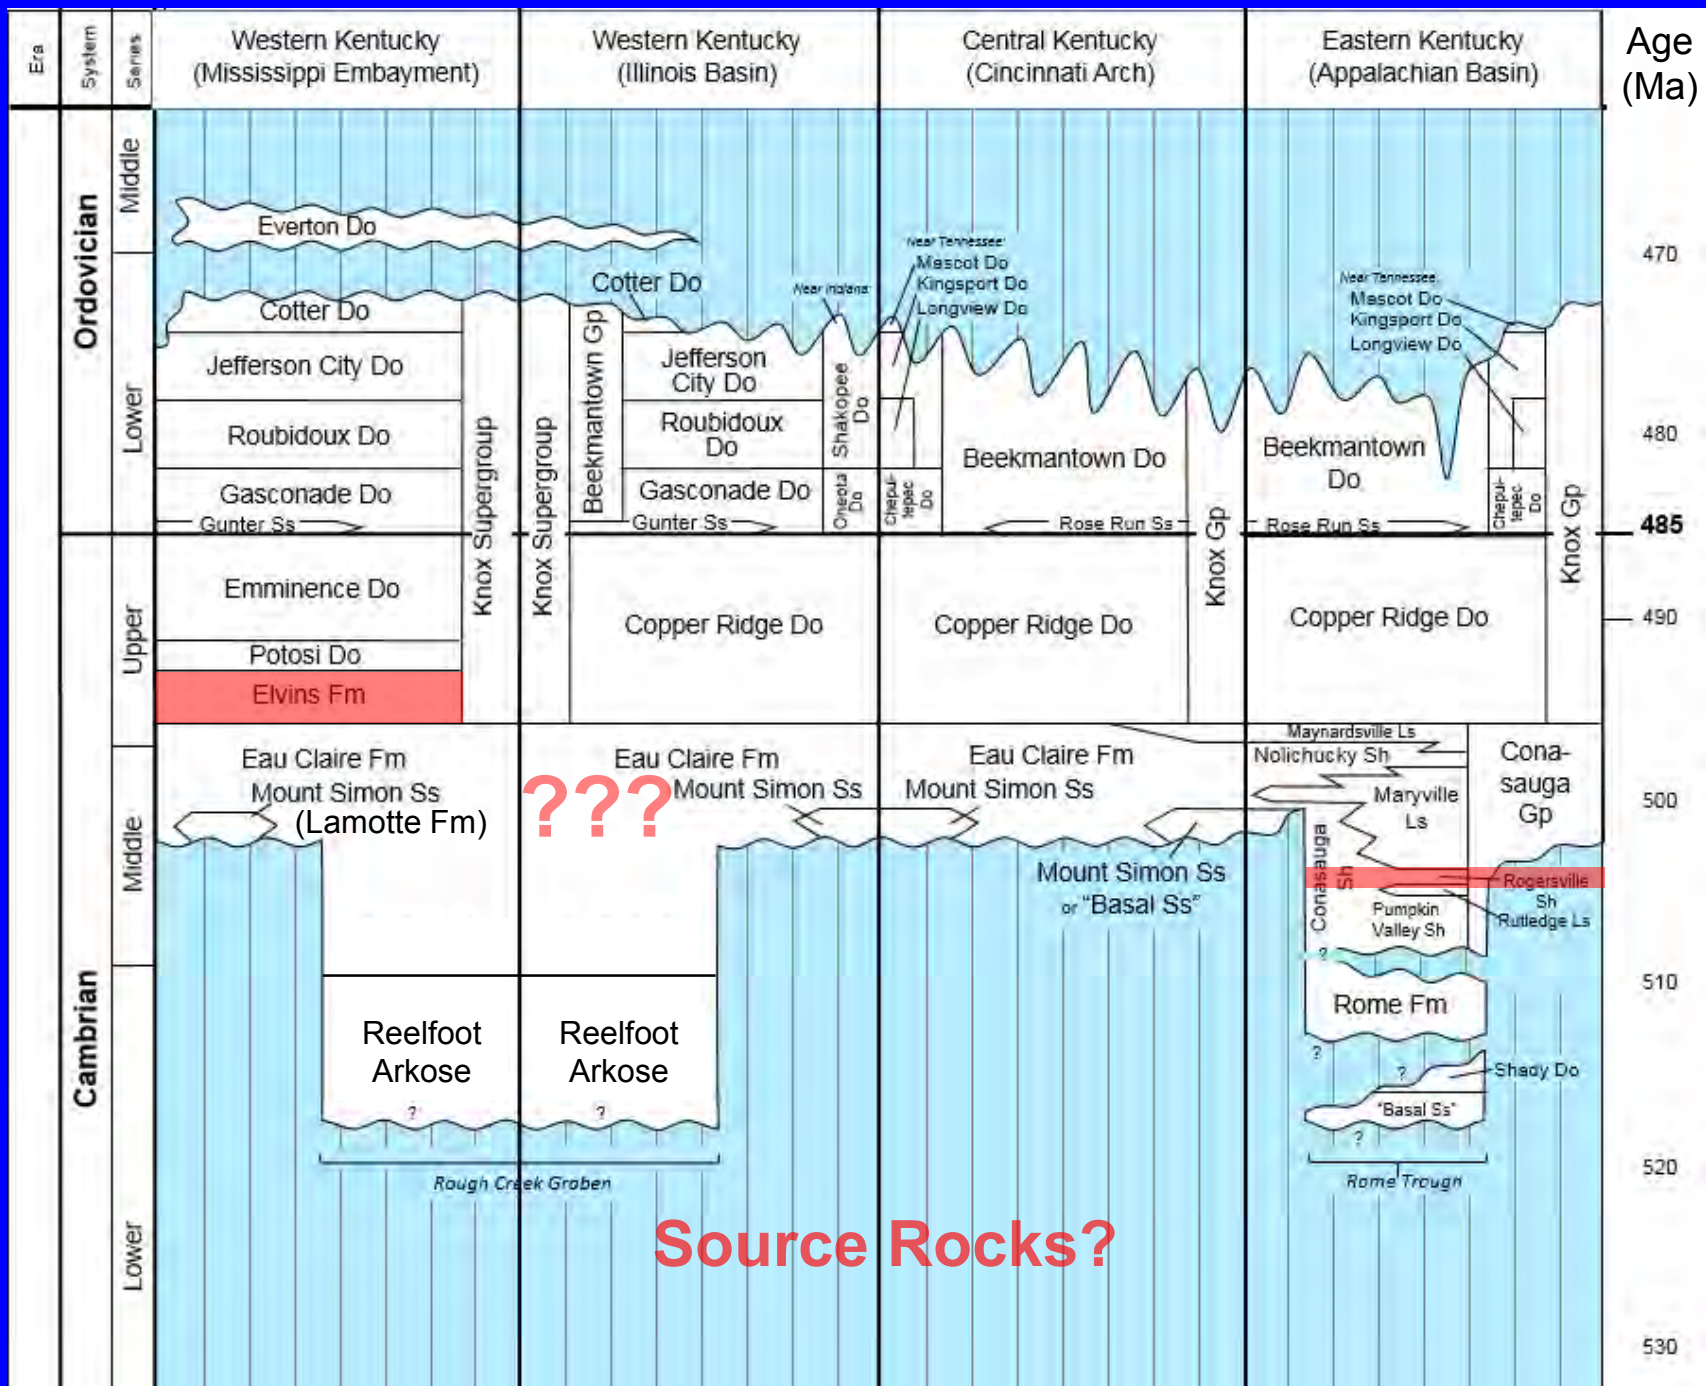 Era
System
Series
Western Kentucky
(Mississippi Embayment)
Western Kentucky
(Illinois Basin)
Central Kentucky
(Cincinnati Arch)
Eastern Kentucky
(Appalachian Basin)
Age
(Ma)
Ordovician
Middle
Lower
Cambrian
Upper
Middle
Lower
Everton Do
Cotter Do
Jefferson City Do
Roubidoux Do
Gasconade Do
Gunter Ss
Emminence Do
Potosi Do
Elvins Fm
Knox Supergroup
Eau Claire Fm
Mount Simon Ss
(Lamotte Fm)
Reelfoot
Arkose
?
Knox Supergroup
Beekmantown Gp
Cotter Do
Near Indiana
Jefferson
City Do
Roubidoux
Do
Gasconade Do
Gunter Ss
Shakopee
Do
Oneota
Do
Copper Ridge Do
Eau Claire Fm
???
Mount Simon Ss
Reelfoot
Arkose
?
Rough Creek Graben
Near Tennessee
Mascot Do
Kingsport Do
Longview Do
Chepul-
tepec
Do
Beekmantown Do
Rose Run Ss
Knox Gp
Copper Ridge Do
Eau Claire Fm
Mount Simon Ss
Mount Simon Ss
or "Basal Ss"
Near Tennessee
Mascot Do
Kingsport Do
Longview Do
Beekmantown
Do
Rose Run Ss
Chepul-
tepec
Do
Knox Gp
Copper Ridge Do
Maynardsville Ls
Nolichucky Sh
Maryville
Ls
Cona-
sauga
Gp
Conasauga
Sh
Rogersville
Sh
Rutledge Ls
Pumpkin
Valley Sh
?
Rome Fm
?
?
Shady Do
"Basal Ss"
?
Rome Trough
Source Rocks?
470
480
485
490
500
510
520
530